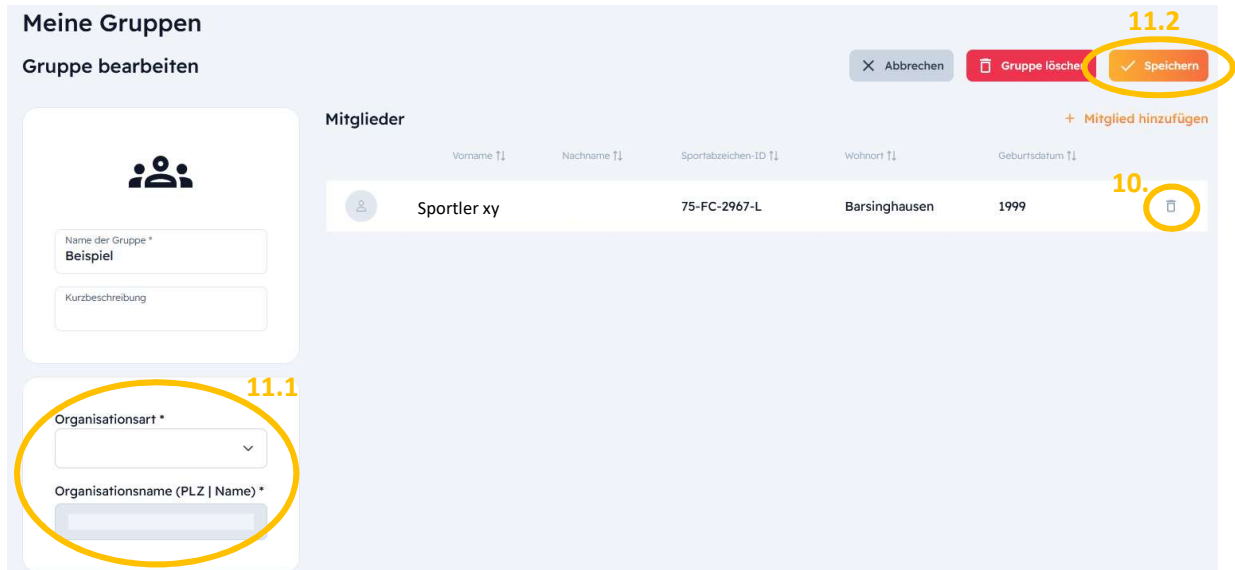 Meine Gruppen
11.2
Gruppe bearbeiten
Abbrechen
Gruppe löschen
Speichern
Mitglieder
+ Mitglied hinzufügen
Vorname ↑↓ Nachname ↑↓ Sportabzeichen-ID ↑↓ Wohnort ↑↓ Geburtsdatum ↑↓
10.
Sportler xy 75-FC-2967-L Barsinghausen 1999
Name der Gruppe *
Beispiel
Kurzbeschreibung
11.1
Organisationsart *
Organisationsname (PLZ | Name) *